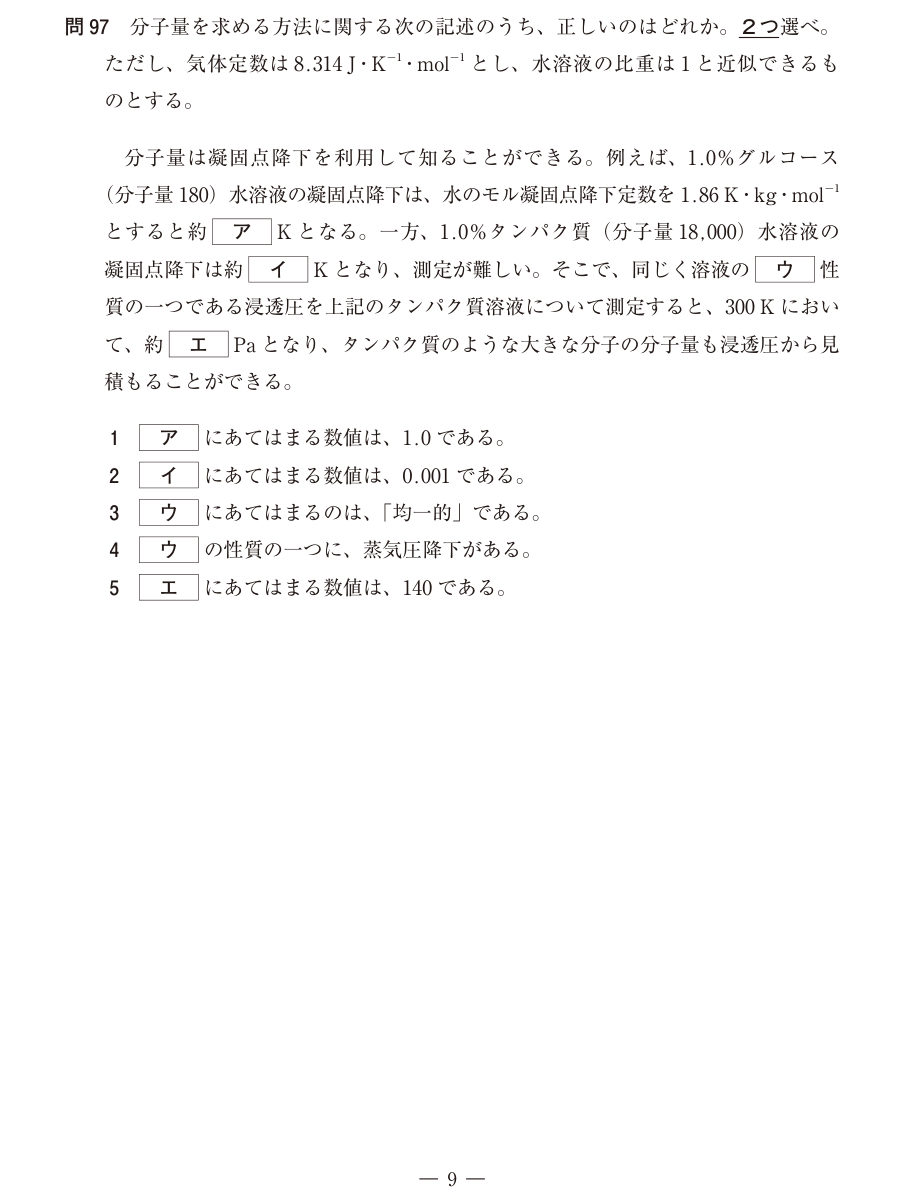 問97 分子量を求める方法に関する次の記述のうち、正しいのはどれか。2つ選べ。
ただし、気体定数は8.314 J・K⁻¹・mol⁻¹とし、水溶液の比重は1と近似できるも
のとする。
分子量は凝固点降下を利用して知ることができる。例えば、1.0%グルコース
（分子量180）水溶液の凝固点降下は、水のモル凝固点降下定数を1.86 K・kg・mol⁻¹
とすると約 ア Kとなる。一方、1.0%タンパク質（分子量18,000）水溶液の
凝固点降下は約 イ Kとなり、測定が難しい。そこで、同じく溶液の ウ 性
質の一つである浸透圧を上記のタンパク質溶液について測定すると、300 Kにおい
て、約 エ Paとなり、タンパク質のような大きな分子の分子量も浸透圧から見
積もることができる。
1 ア にあてはまる数値は、1.0である。
2 イ にあてはまる数値は、0.001である。
3 ウ にあてはまるのは、「均一的」である。
4 ウ の性質の一つに、蒸気圧降下がある。
5 エ にあてはまる数値は、140である。
― 9 ―